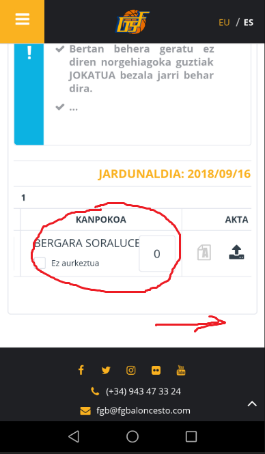 EU / ES
Bertan behera geratu ez
diren norgehiagoka guztiak
JOKATUA bezala jarri behar
dira.
...
JARDUNALDIA: 2018/09/16
1
KANPOKOA AKTA
BERGARA SORALUCE 0
Ez aurkeztua
(+34) 943 47 33 24
fgb@fgbaloncesto.com